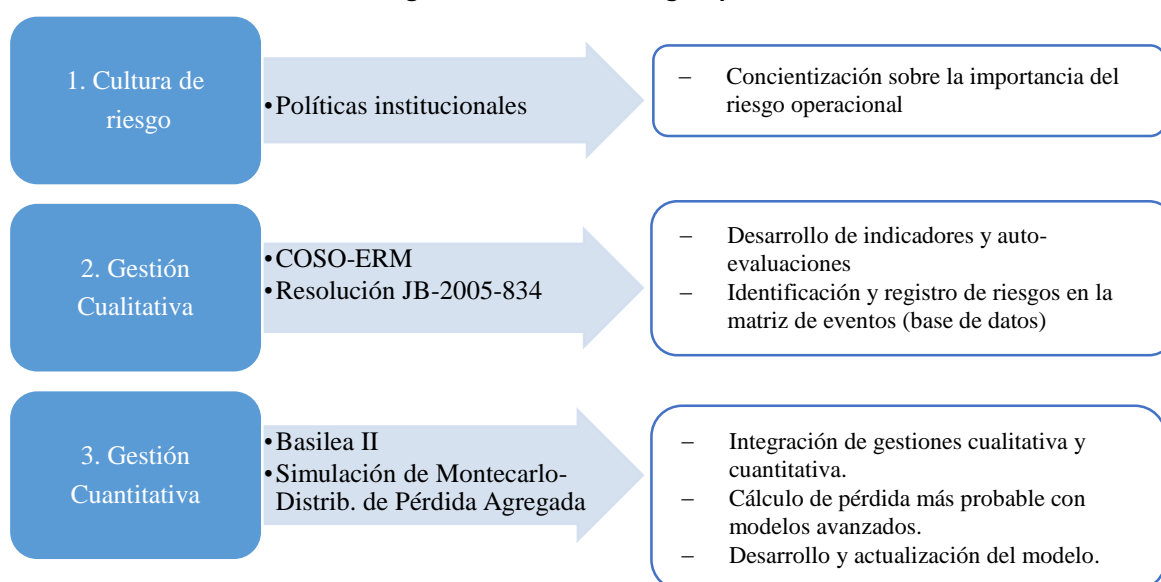 1. Cultura de
riesgo
•Políticas institucionales
– Concientización sobre la importancia del
riesgo operacional
2. Gestión
Cualitativa
•COSO-ERM
•Resolución JB-2005-834
– Desarrollo de indicadores y auto-
evaluaciones
– Identificación y registro de riesgos en la
matriz de eventos (base de datos)
3. Gestión
Cuantitativa
•Basilea II
•Simulación de Montecarlo-
Distrib. de Pérdida Agregada
– Integración de gestiones cualitativa y
cuantitativa.
– Cálculo de pérdida más probable con
modelos avanzados.
– Desarrollo y actualización del modelo.